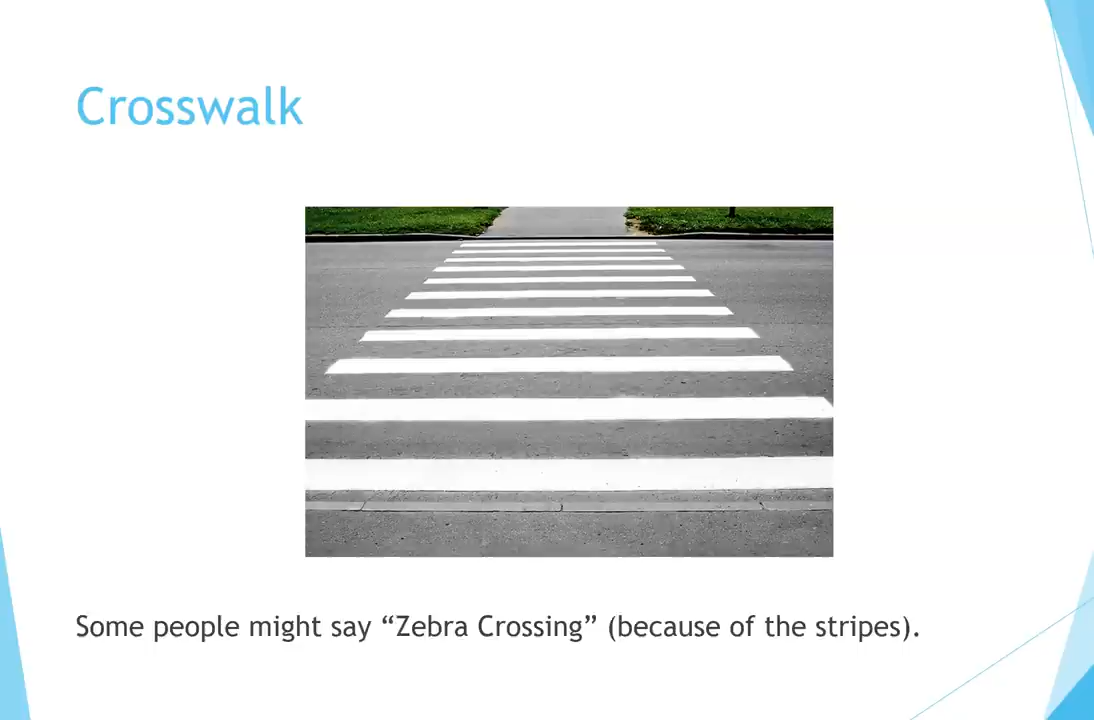 Crosswalk
Some people might say “Zebra Crossing” (because of the stripes).